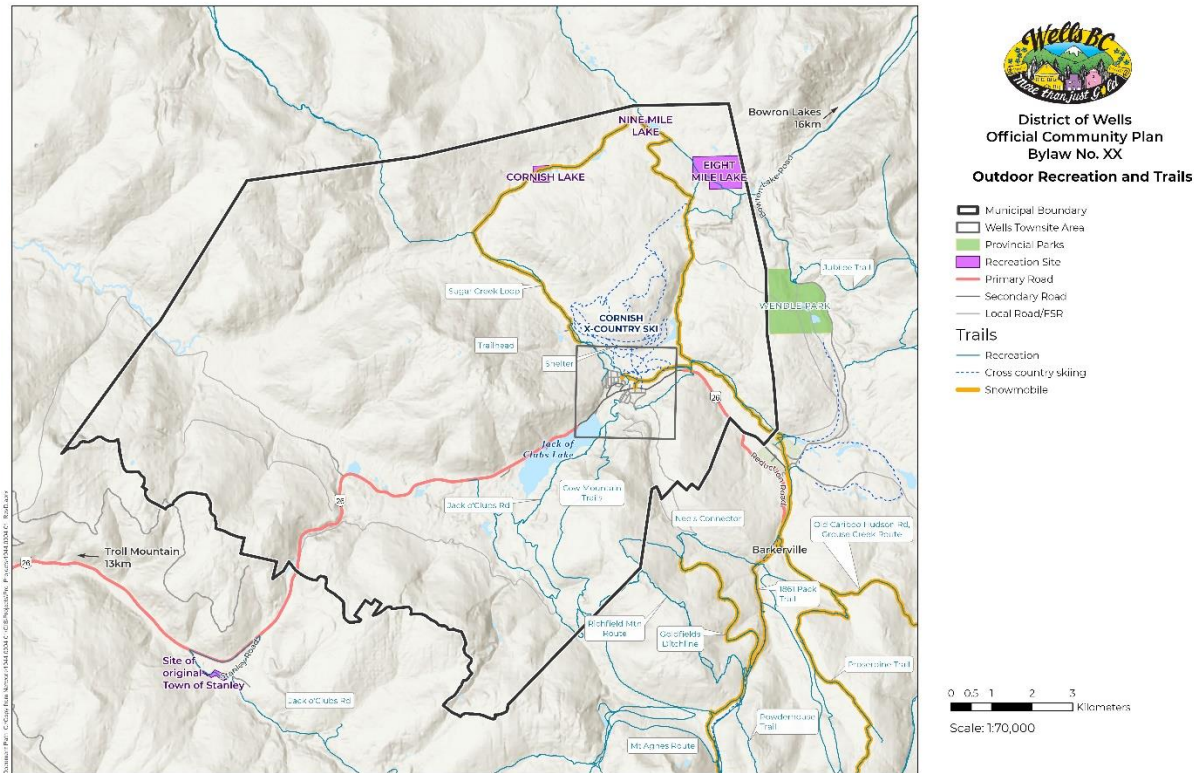 Bowron Lakes
16km
NINE MILE
LAKE
EIGHT
MILE LAKE
CORNISH LAKE
Bowron Lake Road
Jubilee Trail
WENDLE PARK
Sugar Creek Loop
CORNISH
X-COUNTRY SKI
Trailhead
Shelter
26
Jack of
Clubs Lake
Reduction Road
Cow Mountain
Trails
Jack o'Clubs Rd
26
Ned's Connector
Old Cariboo Hudson Rd,
Grouse Creek Route
Troll Mountain
13km
26
Barkerville
1861 Pack
Trail
Richfield Mtn
Route
Goldfields
Ditchline
Stanley Road
Site of
original
Town of Stanley
Proserpine Trail
Jack o'Clubs Rd
Powderhouse
Trail
Mt Agnes Route
Wells BC
more than just Gold
District of Wells
Official Community Plan
Bylaw No. XX
Outdoor Recreation and Trails
Municipal Boundary
Wells Townsite Area
Provincial Parks
Recreation Site
Primary Road
Secondary Road
Local Road/FSR
Trails
Recreation
Cross country skiing
Snowmobile
0 0.5 1 2 3
Kilometers
Scale: 1:70,000